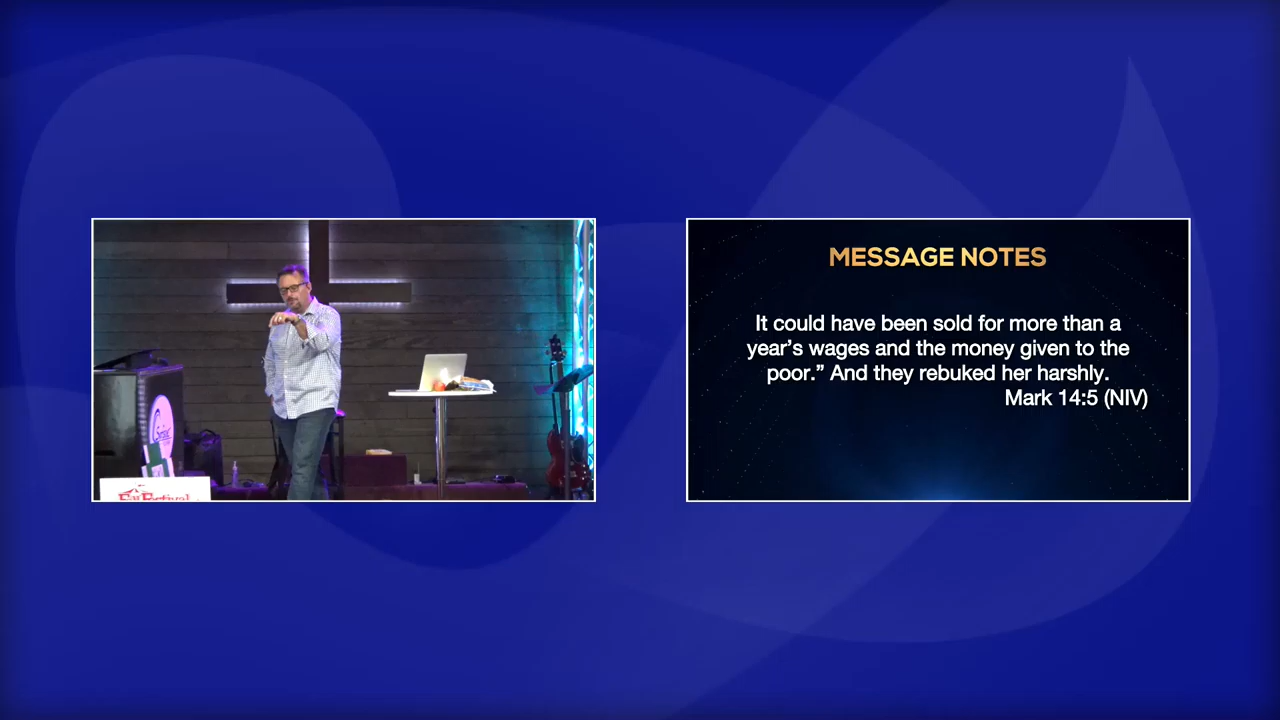 MESSAGE NOTES
It could have been sold for more than a
year’s wages and the money given to the
poor.” And they rebuked her harshly.
Mark 14:5 (NIV)